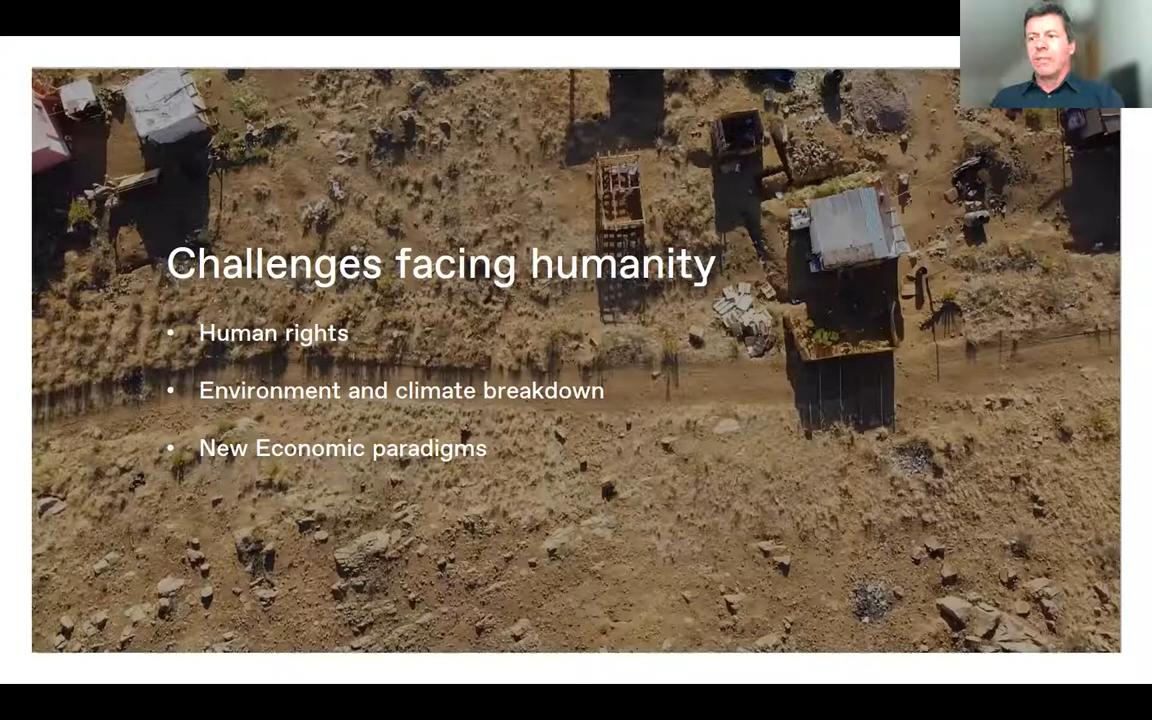 Challenges facing humanity
• Human rights
• Environment and climate breakdown
• New Economic paradigms